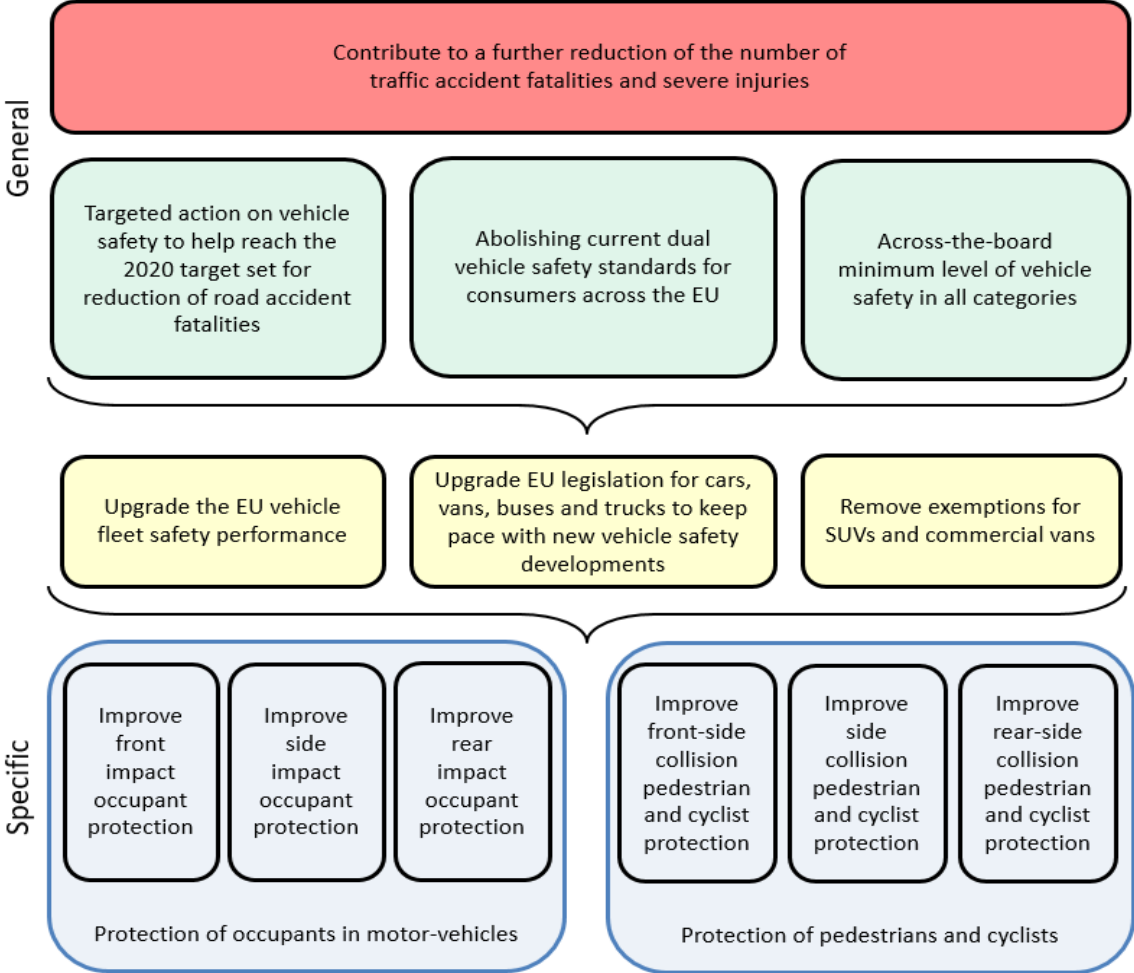 General
Contribute to a further reduction of the number of
traffic accident fatalities and severe injuries
Targeted action on vehicle
safety to help reach the
2020 target set for
reduction of road accident
fatalities
Abolishing current dual
vehicle safety standards for
consumers across the EU
Across-the-board
minimum level of vehicle
safety in all categories
Upgrade the EU vehicle
fleet safety performance
Upgrade EU legislation for cars,
vans, buses and trucks to keep
pace with new vehicle safety
developments
Remove exemptions for
SUVs and commercial vans
Specific
Improve
front
impact
occupant
protection
Improve
side
impact
occupant
protection
Improve
rear
impact
occupant
protection
Protection of occupants in motor-vehicles
Improve
front-side
collision
pedestrian
and cyclist
protection
Improve
side
collision
pedestrian
and cyclist
protection
Improve
rear-side
collision
pedestrian
and cyclist
protection
Protection of pedestrians and cyclists